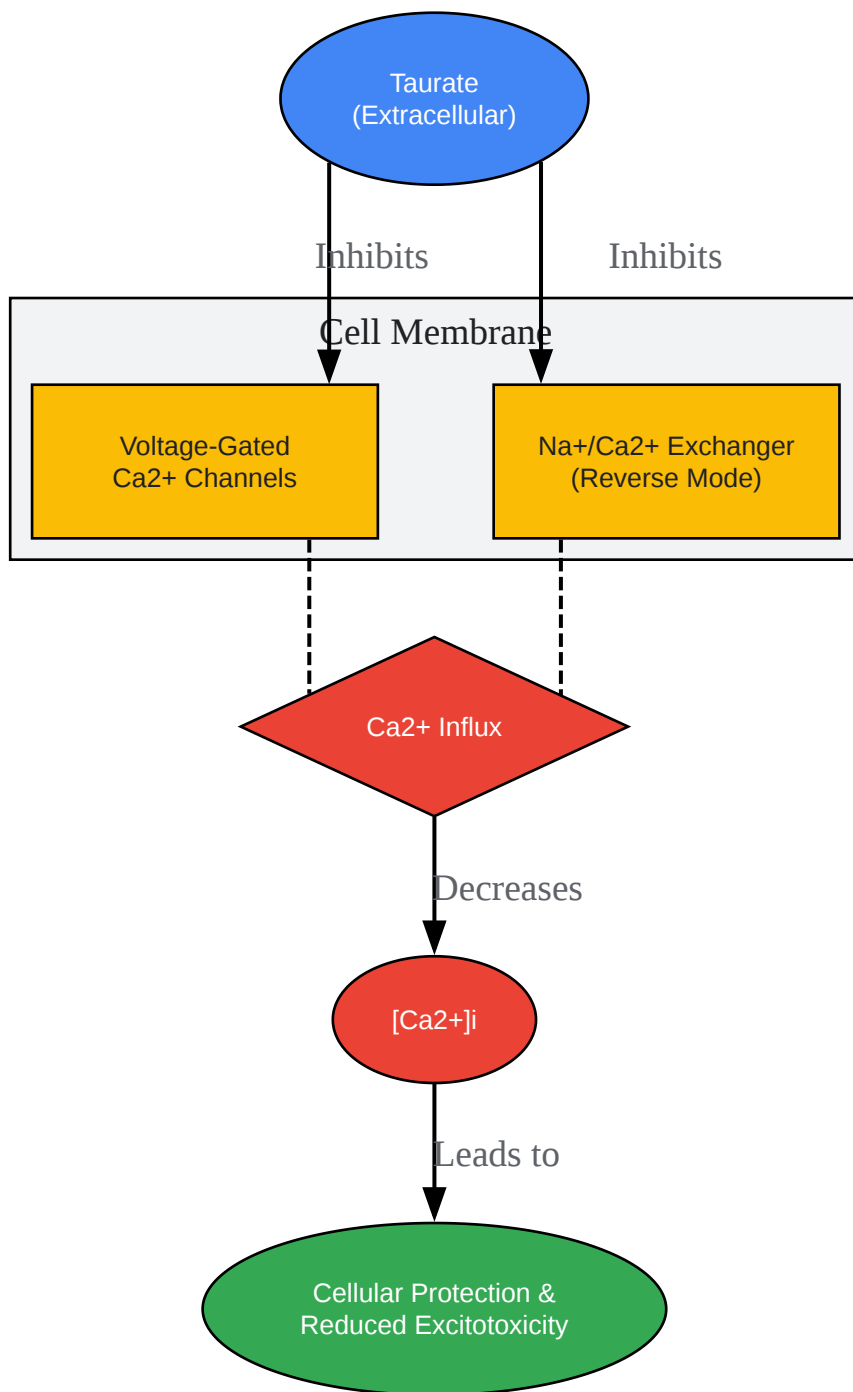 Taurate
(Extracellular)
Inhibits
Inhibits
Cell Membrane
Voltage-Gated
Ca2+ Channels
Na+/Ca2+ Exchanger
(Reverse Mode)
Ca2+ Influx
Decreases
[Ca2+]i
Leads to
Cellular Protection &
Reduced Excitotoxicity